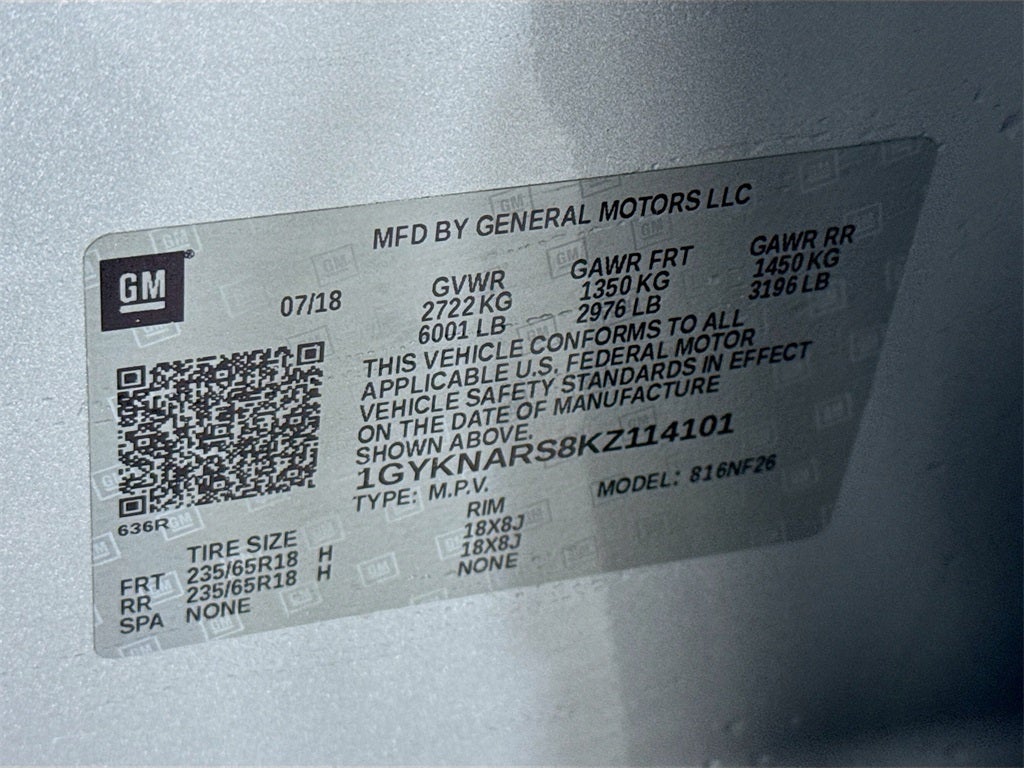 MFD BY GENERAL MOTORS LLC
GM®
07/18
GVWR GAWR FRT GAWR RR
2722 KG 1350 KG 1450 KG
6001 LB 2976 LB 3196 LB
THIS VEHICLE CONFORMS TO ALL
APPLICABLE U.S. FEDERAL MOTOR
VEHICLE SAFETY STANDARDS IN EFFECT
ON THE DATE OF MANUFACTURE
SHOWN ABOVE.
1GYKNARS8KZ114101
TYPE: M.P.V. MODEL: 816NF26
636R
TIRE SIZE RIM
FRT 235/65R18 H 18X8J
RR 235/65R18 H 18X8J
SPA NONE NONE